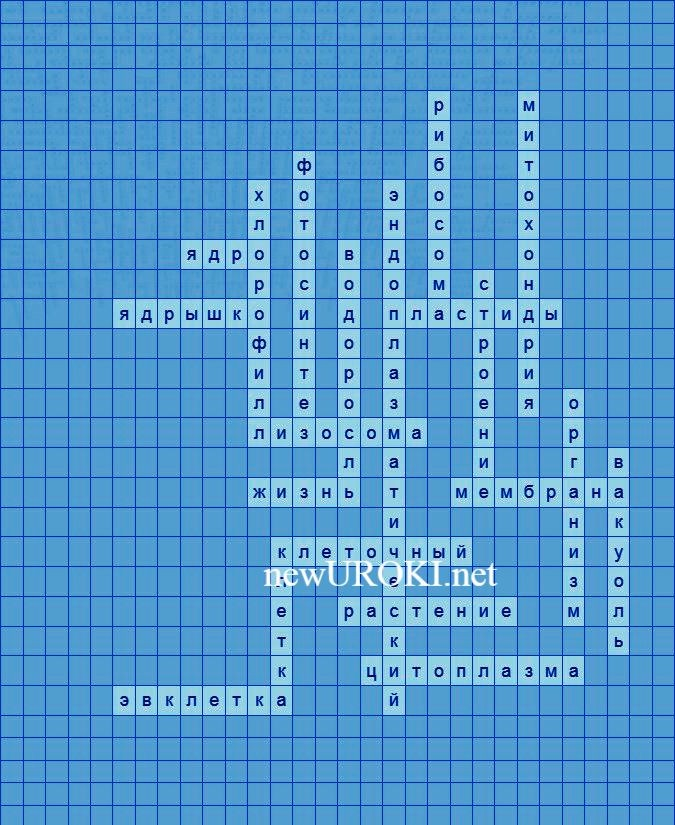 рибосома
митохондрия
фотосинтез
хлорофилл
эндоплазматический
ядро
водоросль
строение
ядрышко
пластиды
организм
лизосома
вакуоль
жизнь
мембрана
клеточный
клетка
newUROKI.net
растение
цитоплазма
эвклетка